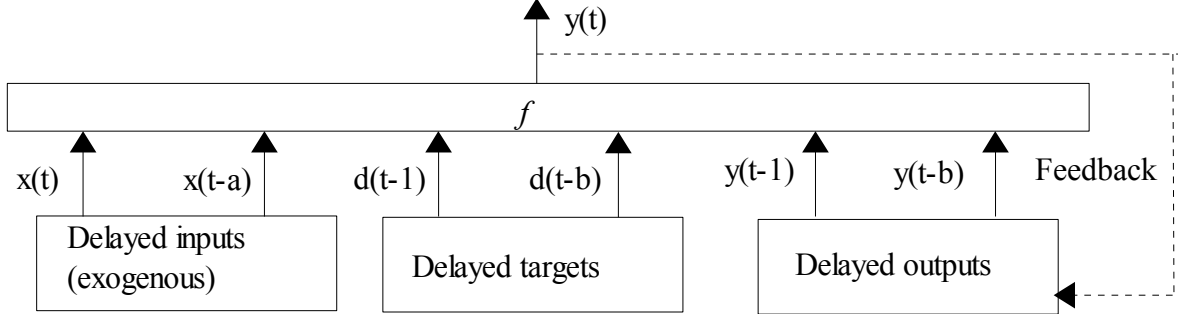 y(t)
f
x(t)
x(t-a)
d(t-1)
d(t-b)
y(t-1)
y(t-b)
Feedback
Delayed inputs
(exogenous)
Delayed targets
Delayed outputs